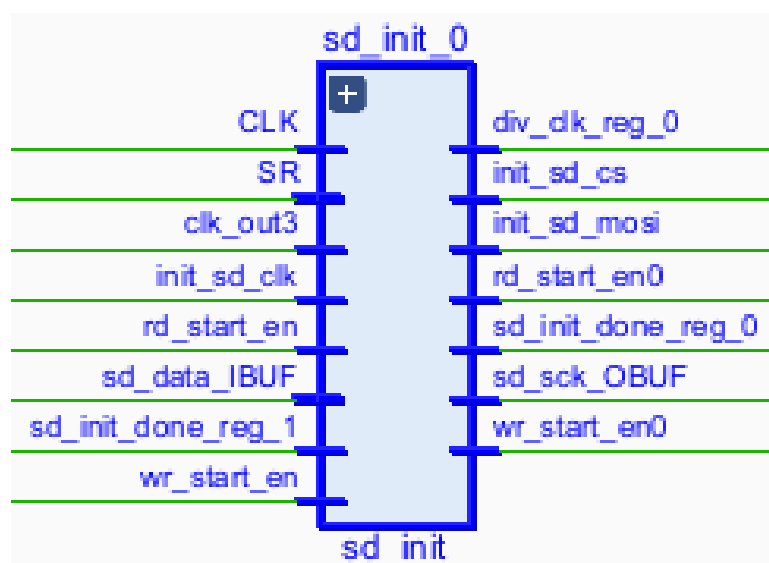 sd_init_0
+
CLK
div_clk_reg_0
SR
init_sd_cs
clk_out3
init_sd_mosi
init_sd_clk
rd_start_en0
rd_start_en
sd_init_done_reg_0
sd_data_IBUF
sd_sck_OBUF
sd_init_done_reg_1
wr_start_en0
wr_start_en
sd_init